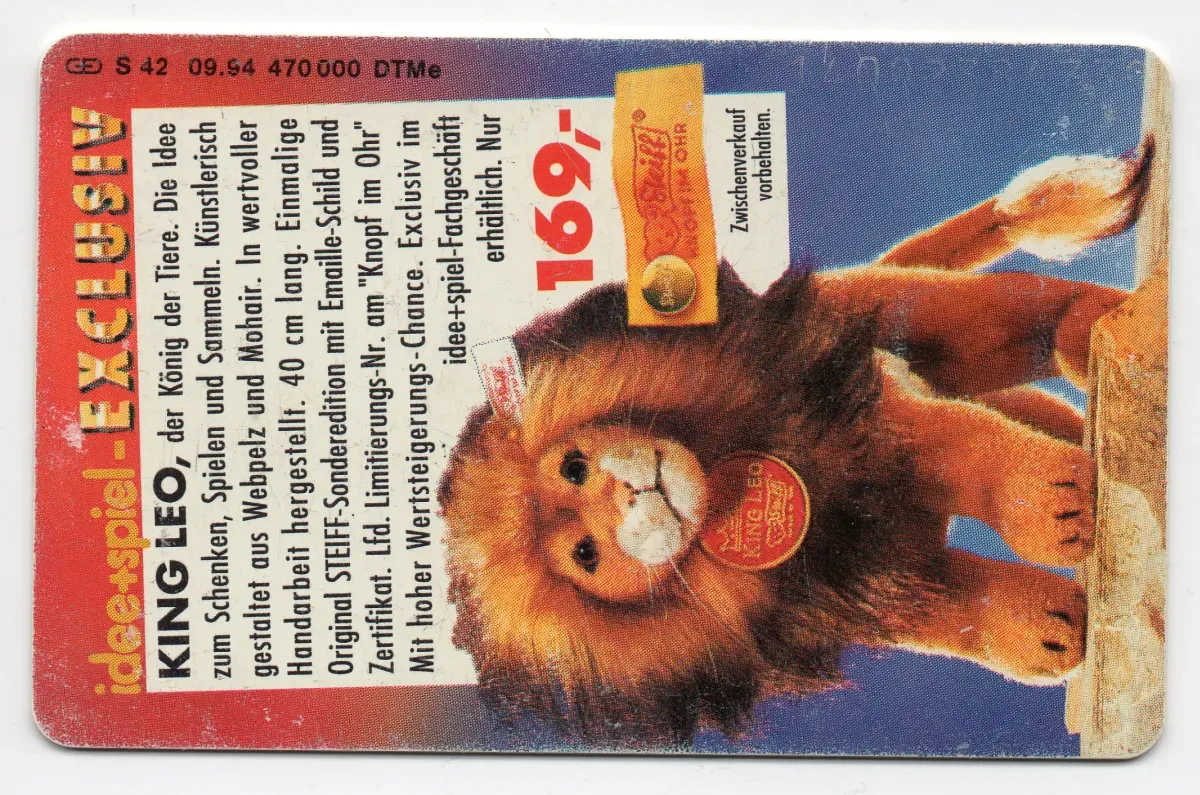 S 42 09.94 470 000 DTMe
idee+spiel-EXCLUSIV
KING LEO, der König der Tiere. Die Idee
zum Schenken, Spielen und Sammeln. Künstlerisch
gestaltet aus Webpelz und Mohair. In wertvoller
Handarbeit hergestellt. 40 cm lang. Einmalige
Original STEIFF-Sonderedition mit Emaille-Schild und
Zertifikat. Lfd. Limitierungs-Nr. am "Knopf im Ohr"
Mit hoher Wertsteigerungs-Chance. Exclusiv im
idee+spiel-Fachgeschäft
erhältlich. Nur
169,-
Steiff®
KNOPF IM OHR
Zwischenverkauf
vorbehalten.
KING LEO
Steiff